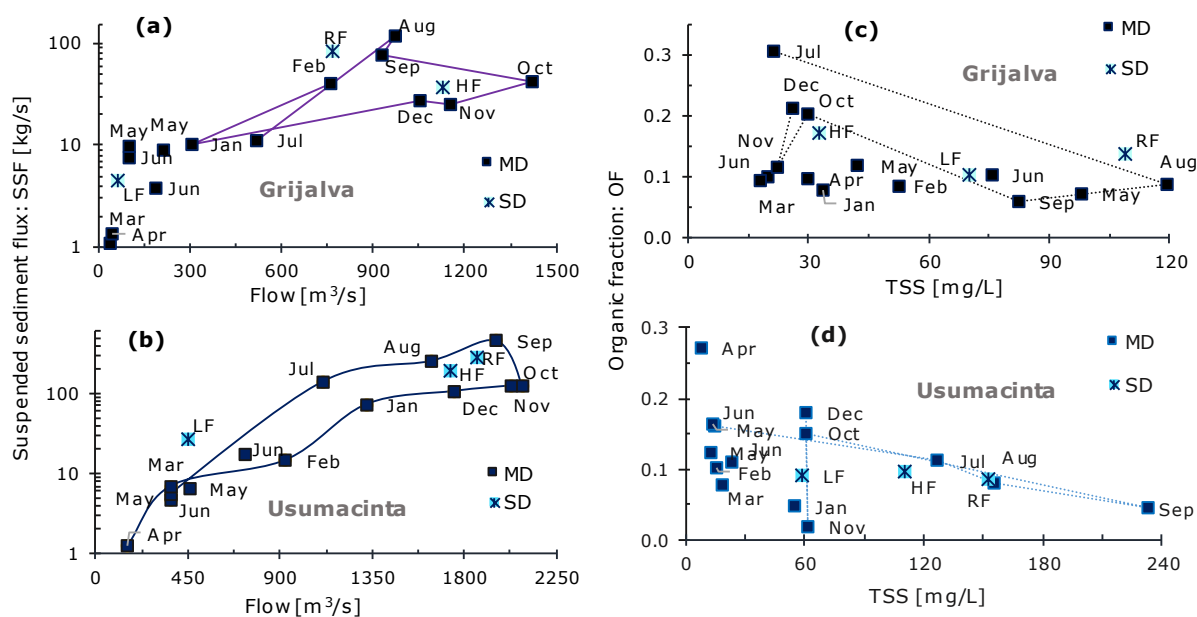 (a)
Suspended sediment flux: SSF [kg/s]
100
10
1
RF
Aug
Feb
Sep
Oct
HF
Dec
Nov
May
May
Jun
Jan
Jul
LF
Jun
Mar
Apr
Grijalva
MD
SD
0
300
600
900
1200
1500
Flow [m³/s]
(b)
1000
100
10
1
Sep
Aug
RF
HF
Jul
Oct
Nov
Dec
Jan
LF
Jun
Feb
Mar
May
May
Jun
Apr
MD
SD
Usumacinta
0
450
900
1350
1800
2250
Flow [m³/s]
(c)
MD
SD
Organic fraction: OF
0.3
0.2
0.1
0.0
Jul
Grijalva
Dec
Oct
HF
Nov
Jun
RF
LF
Aug
Apr
Jun
Feb
Mar
Jan
Sep
May
0
30
60
90
120
TSS [mg/L]
(d)
0.3
0.2
0.1
0.0
Apr
MD
SD
Usumacinta
Jun
May
Dec
Oct
Jun
May
Feb
Mar
LF
Jul
Aug
HF
RF
Jan
Nov
Sep
0
60
120
180
240
TSS [mg/L]